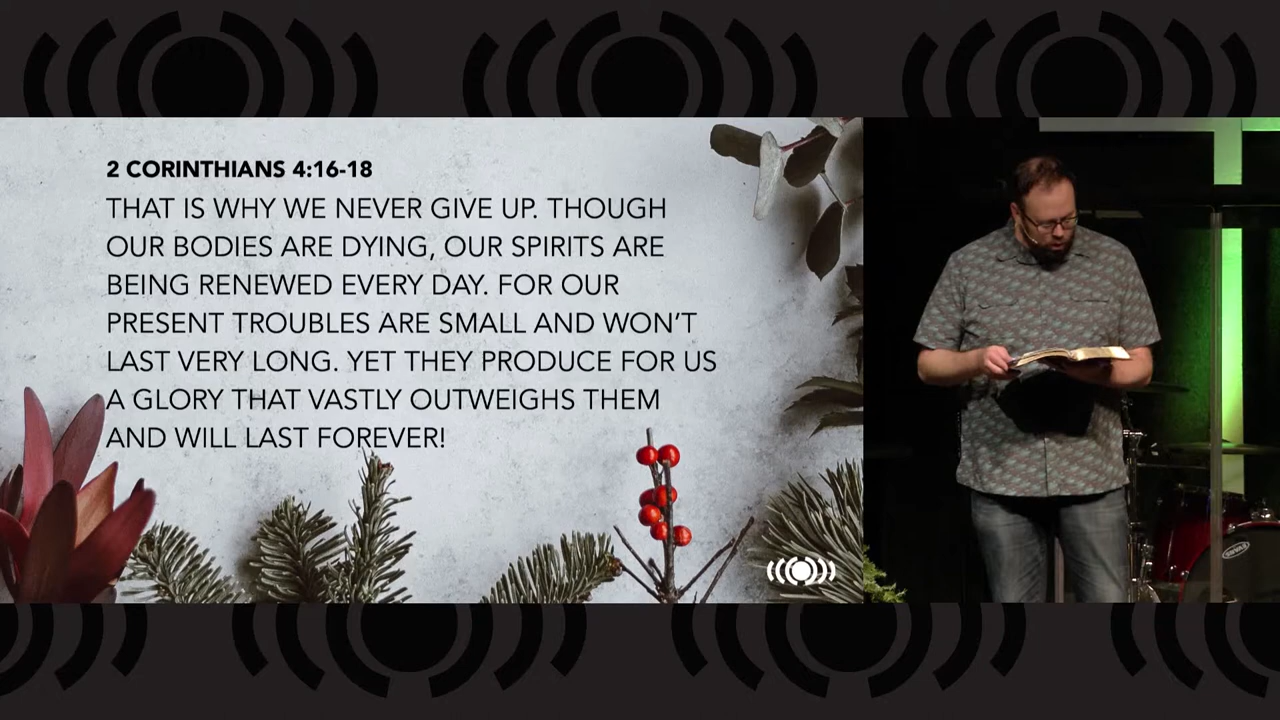 2 CORINTHIANS 4:16-18
THAT IS WHY WE NEVER GIVE UP. THOUGH
OUR BODIES ARE DYING, OUR SPIRITS ARE
BEING RENEWED EVERY DAY. FOR OUR
PRESENT TROUBLES ARE SMALL AND WON'T
LAST VERY LONG. YET THEY PRODUCE FOR US
A GLORY THAT VASTLY OUTWEIGHS THEM
AND WILL LAST FOREVER!
EVANS